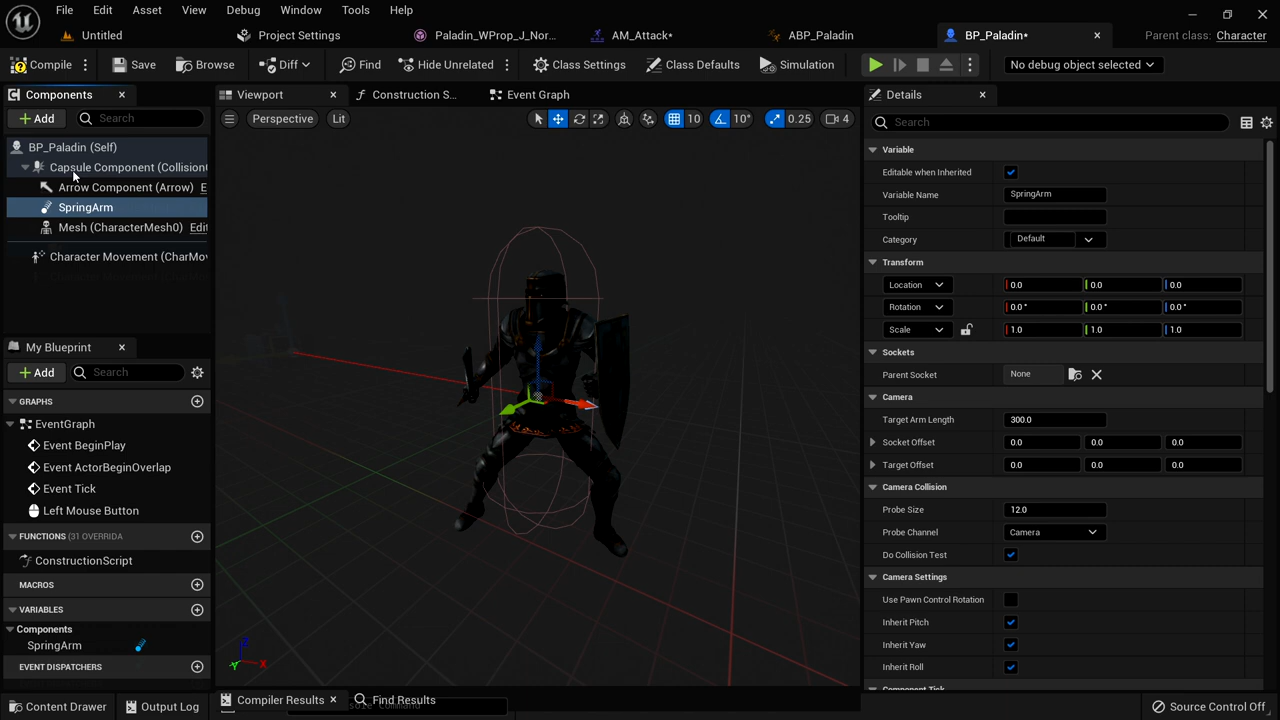 File Edit Asset View Debug Window Tools Help
Untitled Project Settings Paladin_WProp_J_Nor... AM_Attack* ABP_Paladin BP_Paladin* Parent class: Character
Compile Save Browse Diff Find Hide Unrelated Class Settings Class Defaults Simulation No debug object selected
Components Viewport Construction S... Event Graph Details
Add Search Perspective Lit 10 10° 0.25 4 Search
BP_Paladin (Self)
Capsule Component (Collision
Arrow Component (Arrow) E
SpringArm
Mesh (CharacterMesh0) Edit
Character Movement (CharMov
My Blueprint
Add Search
GRAPHS
EventGraph
Event BeginPlay
Event ActorBeginOverlap
Event Tick
Left Mouse Button
FUNCTIONS (31 OVERRIDA
ConstructionScript
MACROS
VARIABLES
Components
SpringArm
EVENT DISPATCHERS
Z
Y X
Variable
Editable when Inherited
Variable Name SpringArm
Tooltip
Category Default
Transform
Location 0.0 0.0 0.0
Rotation 0.0 ° 0.0 ° 0.0 °
Scale 1.0 1.0 1.0
Sockets
Parent Socket None
Camera
Target Arm Length 300.0
Socket Offset 0.0 0.0 0.0
Target Offset 0.0 0.0 0.0
Camera Collision
Probe Size 12.0
Probe Channel Camera
Do Collision Test
Camera Settings
Use Pawn Control Rotation
Inherit Pitch
Inherit Yaw
Inherit Roll
Component Tick
Compiler Results Find Results
Content Drawer Output Log Source Control Off